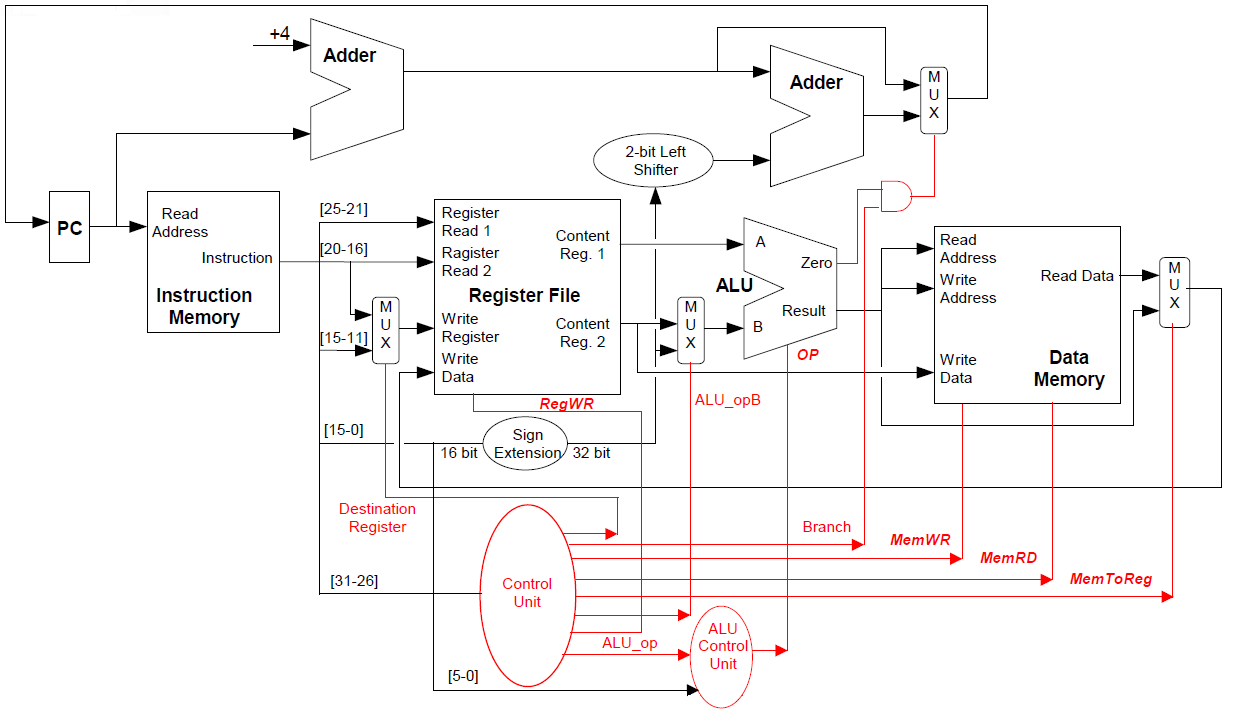 +4
Adder
Adder
M
U
X
2-bit Left
Shifter
PC
Read
Address
Instruction
Instruction
Memory
[25-21]
[20-16]
[15-11]
M
U
X
Register
Read 1
Ragister
Read 2
Content
Reg. 1
Register File
Write
Register
Content
Reg. 2
Write
Data
M
U
X
A
Zero
ALU
Result
B
OP
Read
Address
Write
Address
Read Data
Write
Data
Data
Memory
M
U
X
RegWR
ALU_opB
[15-0]
16 bit
Sign
Extension
32 bit
Destination
Register
Branch
MemWR
MemRD
MemToReg
[31-26]
Control
Unit
ALU_op
ALU
Control
Unit
[5-0]